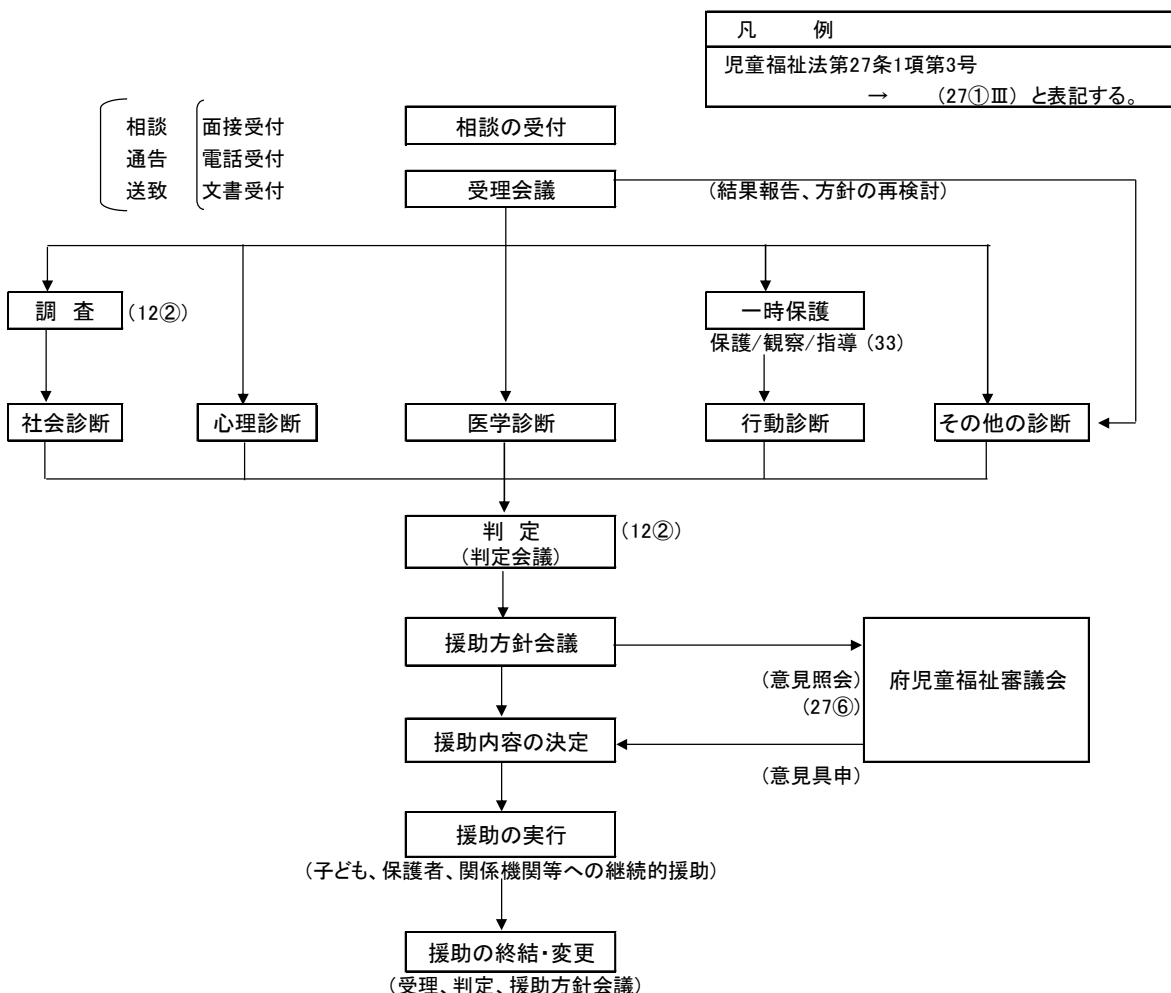 凡　　例
児童福祉法第27条1項第3号
→　(27①Ⅲ) と表記する。
相談　面接受付
通告　電話受付
送致　文書受付
相談の受付
受理会議
(結果報告、方針の再検討)
調　査
(12②)
一時保護
保護/観察/指導 (33)
社会診断
心理診断
医学診断
行動診断
その他の診断
判　定
(判定会議)
(12②)
援助方針会議
(意見照会)
(27⑥)
府児童福祉審議会
援助内容の決定
(意見具申)
援助の実行
(子ども、保護者、関係機関等への継続的援助)
援助の終結・変更
(受理、判定、援助方針会議)